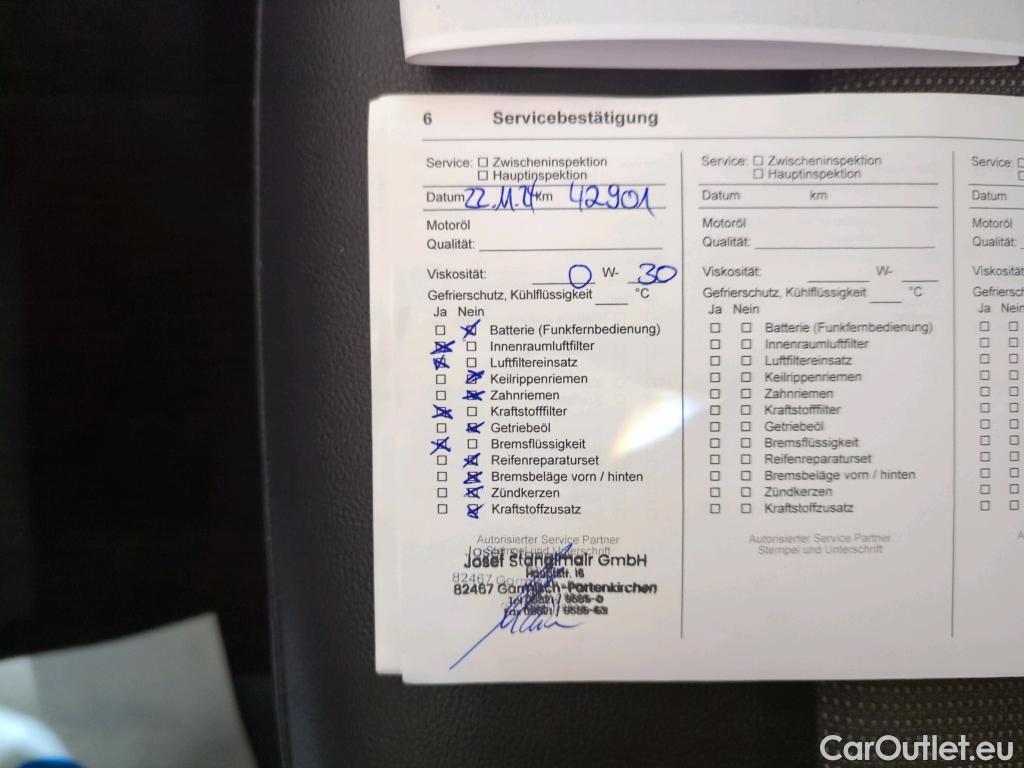 6 Servicebestätigung
Service: ☐ Zwischeninspektion
☐ Hauptinspektion
Datum 22.11.24 km 42901
Motoröl
Qualität:
Viskosität: 0 W- 30
Gefrierschutz, Kühlflüssigkeit °C
Ja Nein
☐ ☒ Batterie (Funkfernbedienung)
☒ ☐ Innenraumluftfilter
☒ ☐ Luftfiltereinsatz
☐ ☒ Keilrippenriemen
☐ ☒ Zahnriemen
☒ ☐ Kraftstofffilter
☐ ☒ Getriebeöl
☒ ☐ Bremsflüssigkeit
☐ ☒ Reifenreparaturset
☐ ☒ Bremsbeläge vorn / hinten
☐ ☒ Zündkerzen
☐ ☒ Kraftstoffzusatz
Autorisierter Service Partner
Stempel und Unterschrift
Josef Stanglmair GmbH
Hauptstr. 16
82467 Garmisch-Partenkirchen
Service: ☐ Zwischeninspektion
☐ Hauptinspektion
Datum km
Motoröl
Qualität:
Viskosität: W-
Gefrierschutz, Kühlflüssigkeit °C
Ja Nein
☐ ☐ Batterie (Funkfernbedienung)
☐ ☐ Innenraumluftfilter
☐ ☐ Luftfiltereinsatz
☐ ☐ Keilrippenriemen
☐ ☐ Zahnriemen
☐ ☐ Kraftstofffilter
☐ ☐ Getriebeöl
☐ ☐ Bremsflüssigkeit
☐ ☐ Reifenreparaturset
☐ ☐ Bremsbeläge vorn / hinten
☐ ☐ Zündkerzen
☐ ☐ Kraftstoffzusatz
Autorisierter Service Partner
Stempel und Unterschrift
Service:
Datum
Motoröl
Qualität:
Viskosität
Gefriersch
Ja Nein
CarOutlet.eu